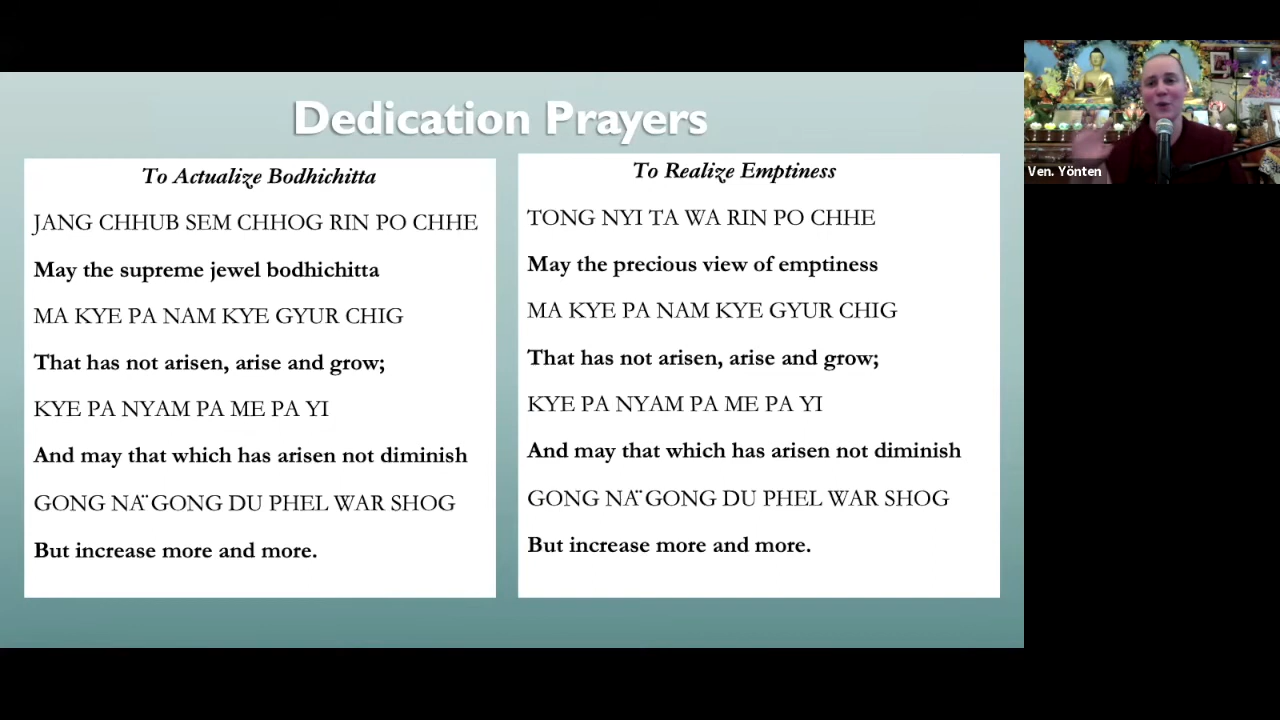 Dedication Prayers
To Actualize Bodhichitta
JANG CHHUB SEM CHHOG RIN PO CHHE
May the supreme jewel bodhichitta
MA KYE PA NAM KYE GYUR CHIG
That has not arisen, arise and grow;
KYE PA NYAM PA ME PA YI
And may that which has arisen not diminish
GONG NA¨ GONG DU PHEL WAR SHOG
But increase more and more.
To Realize Emptiness
TONG NYI TA WA RIN PO CHHE
May the precious view of emptiness
MA KYE PA NAM KYE GYUR CHIG
That has not arisen, arise and grow;
KYE PA NYAM PA ME PA YI
And may that which has arisen not diminish
GONG NA¨ GONG DU PHEL WAR SHOG
But increase more and more.
Ven. Yönten